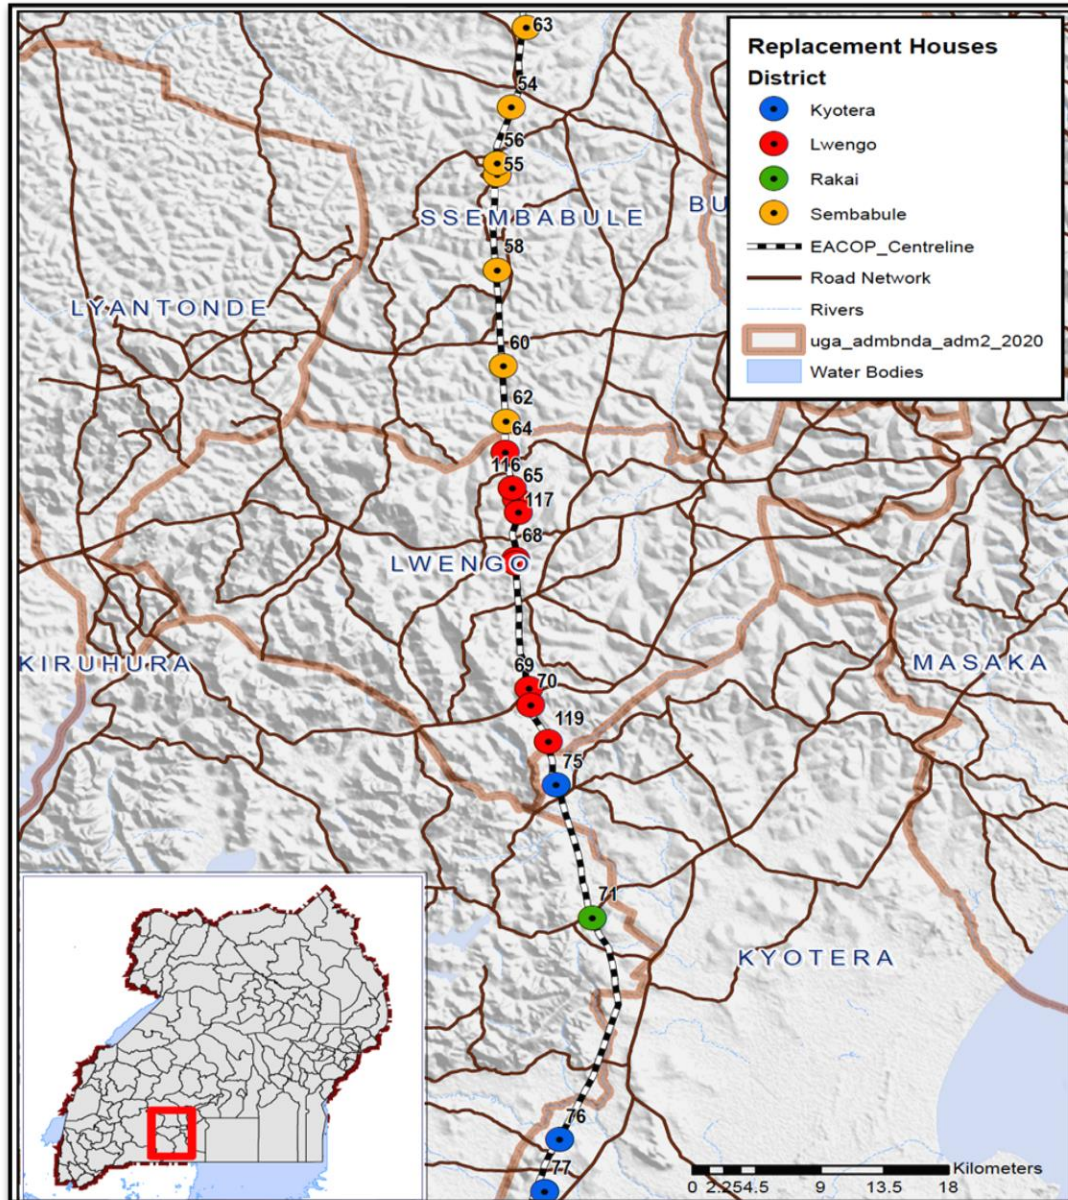 63
Replacement Houses
District
Kyotera
Lwengo
Rakai
Sembabule
EACOP_Centreline
Road Network
Rivers
uga_admbnda_adm2_2020
Water Bodies
54
56
55
SSEMBABULE
BU
58
LYANTONDE
60
62
64
116
65
117
68
LWENGO
KIRUHURA
MASAKA
69
70
119
75
71
KYOTERA
76
77
Kilometers
0 2.25 4.5 9 13.5 18